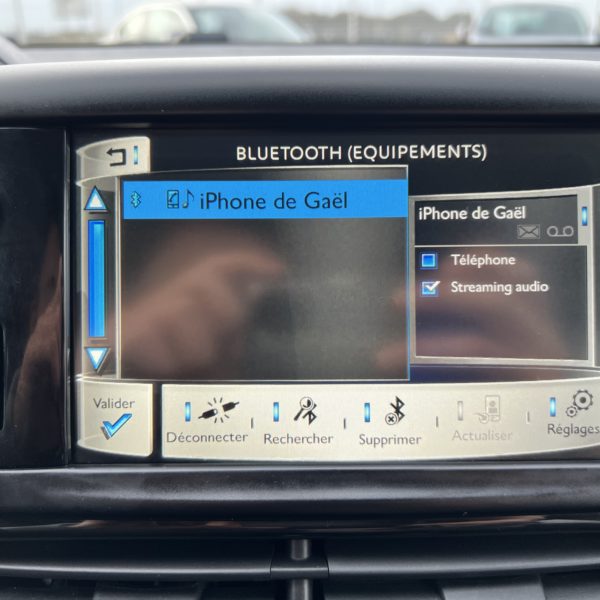 BLUETOOTH (EQUIPEMENTS)
iPhone de Gaël
iPhone de Gaël
Téléphone
Streaming audio
Valider
Déconnecter
Rechercher
Supprimer
Actualiser
Réglages